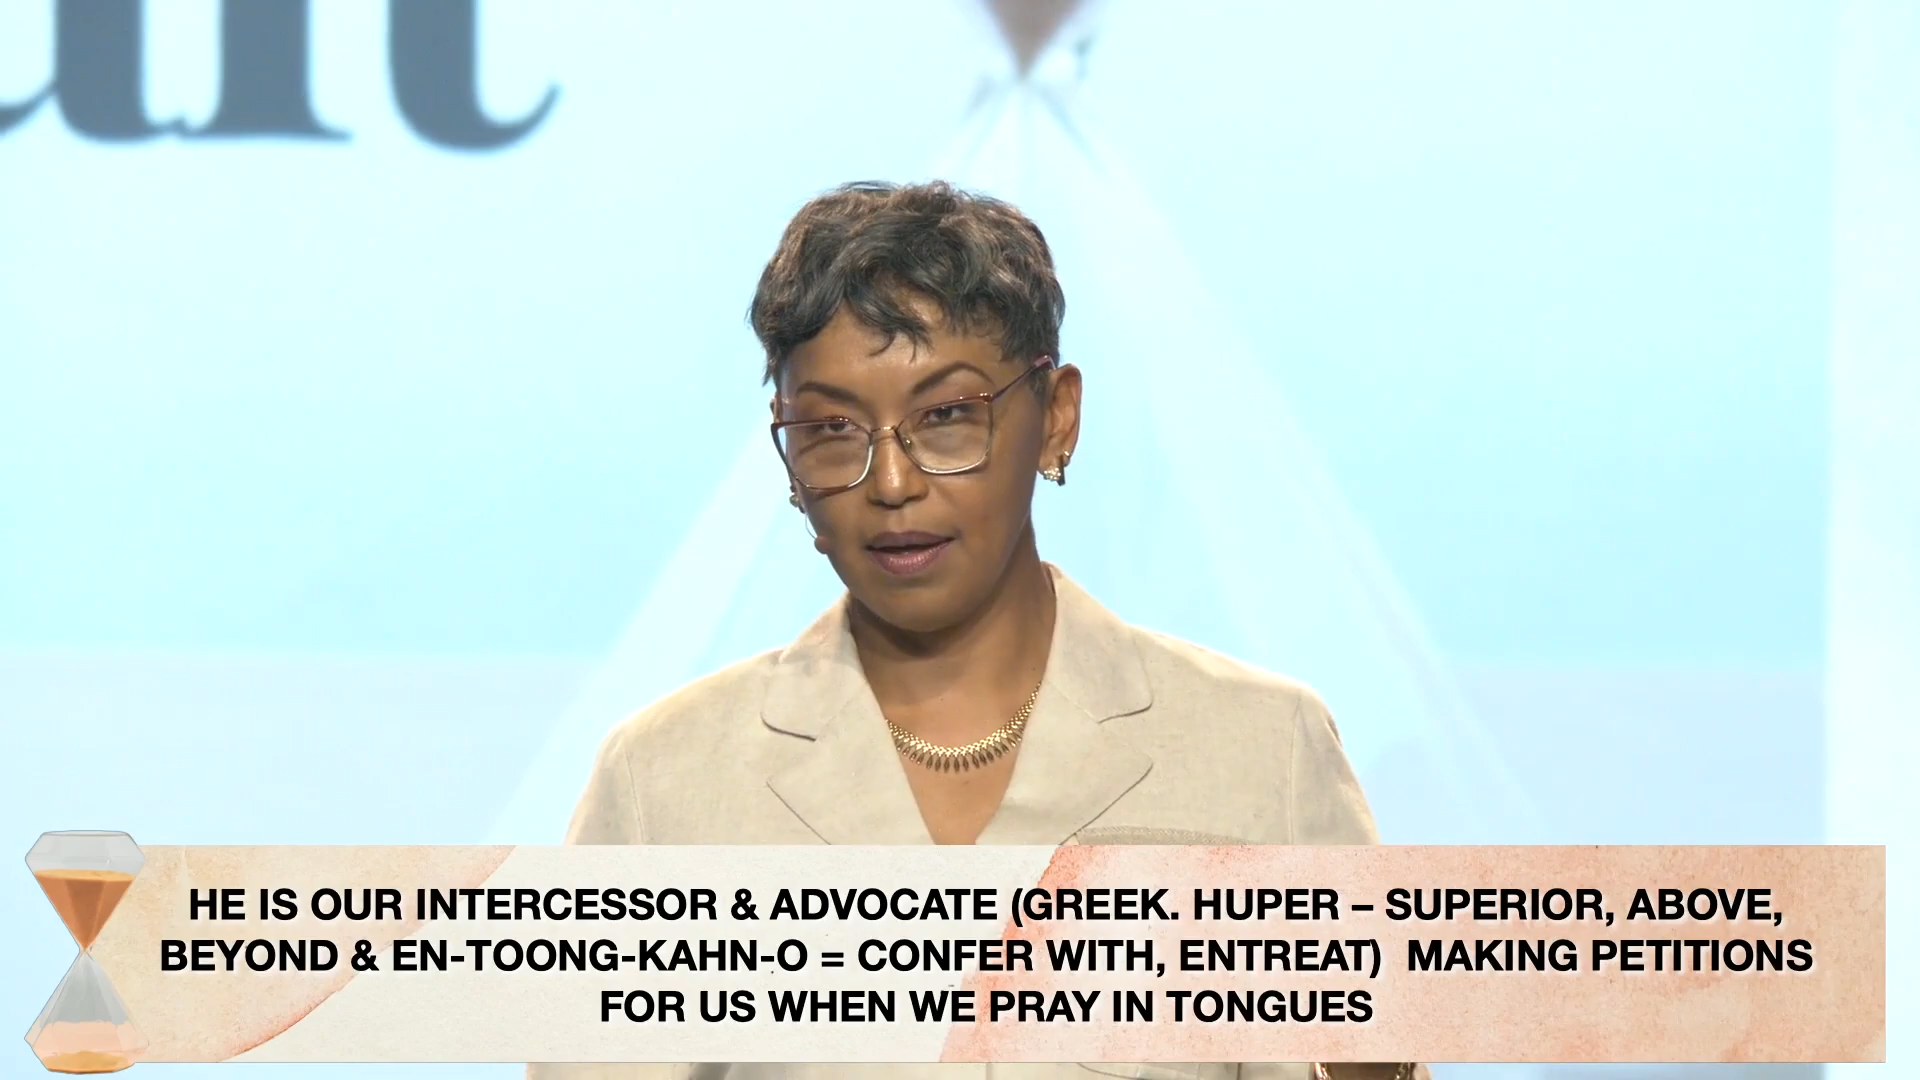 HE IS OUR INTERCESSOR & ADVOCATE (GREEK. HUPER – SUPERIOR, ABOVE,
BEYOND & EN-TOONG-KAHN-O = CONFER WITH, ENTREAT)  MAKING PETITIONS
FOR US WHEN WE PRAY IN TONGUES